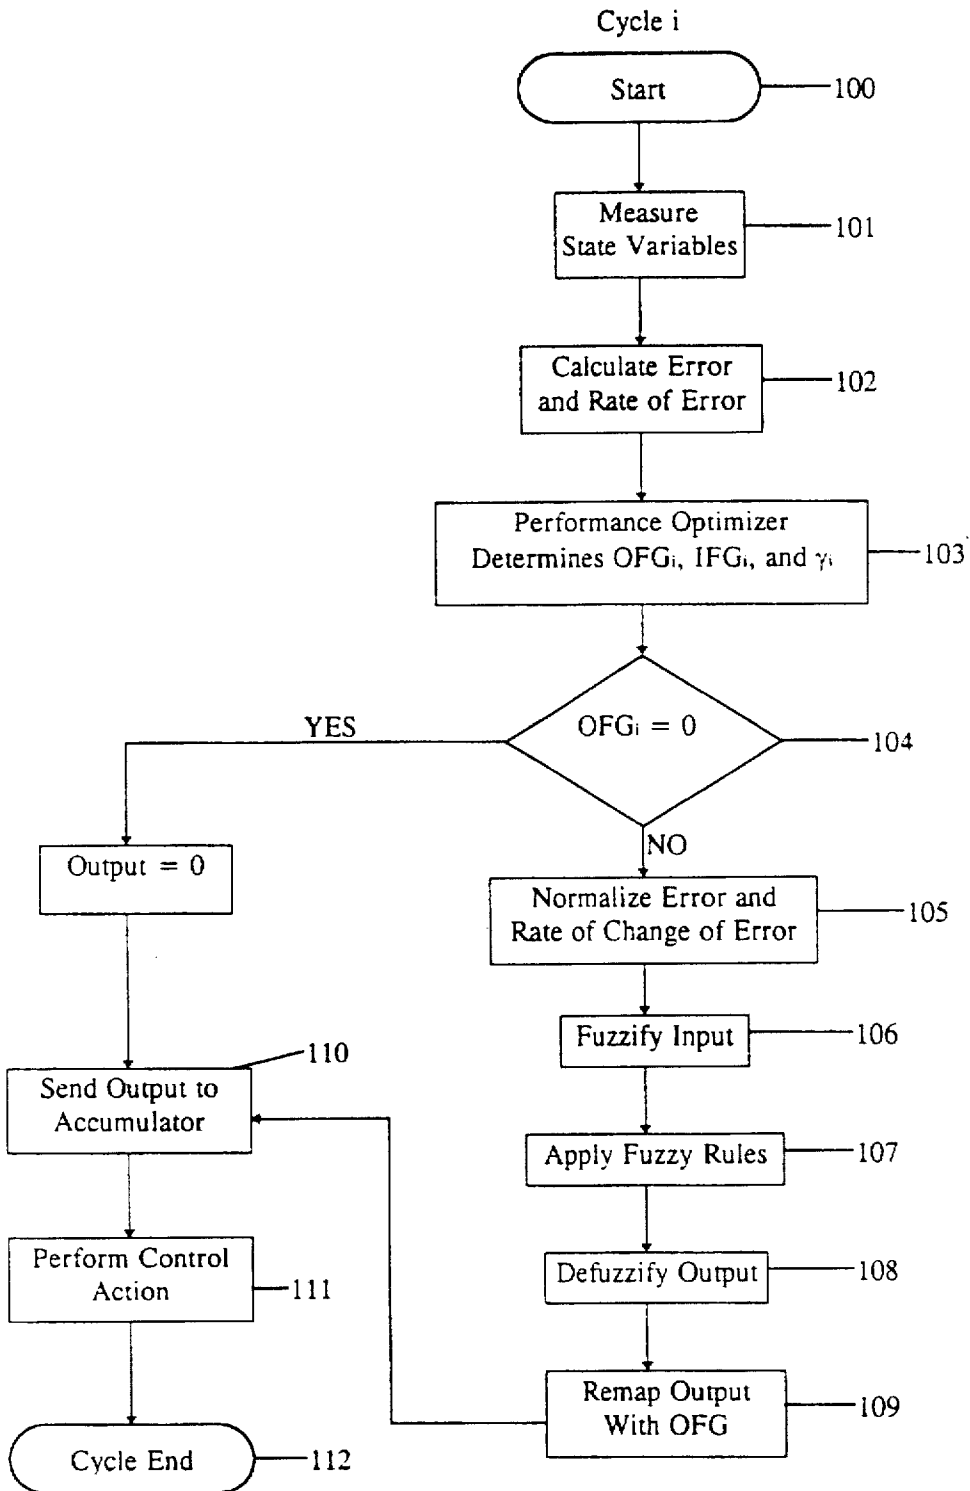 Cycle i
Start
100
Measure
State Variables
101
Calculate Error
and Rate of Error
102
Performance Optimizer
Determines OFGi, IFGi, and γi
103
OFGi = 0
104
YES
NO
Output = 0
Normalize Error and
Rate of Change of Error
105
Fuzzify Input
106
110
Send Output to
Accumulator
Apply Fuzzy Rules
107
Perform Control
Action
111
Defuzzify Output
108
Remap Output
With OFG
109
Cycle End
112